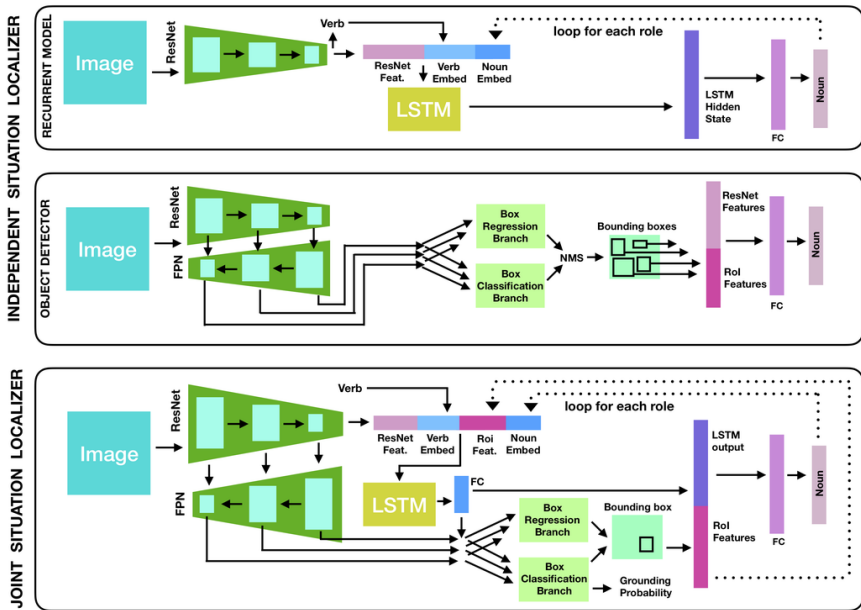 INDEPENDENT SITUATION LOCALIZER
RECURRENT MODEL
Image
ResNet
Verb
ResNet
Feat.
Verb
Embed
Noun
Embed
LSTM
loop for each role
LSTM
Hidden
State
FC
Noun
OBJECT DETECTOR
Image
ResNet
FPN
Box
Regression
Branch
Box
Classification
Branch
NMS
Bounding boxes
ResNet
Features
RoI
Features
FC
Noun
JOINT SITUATION LOCALIZER
Image
ResNet
FPN
Verb
ResNet
Feat.
Verb
Embed
Roi
Feat.
Noun
Embed
loop for each role
LSTM
FC
Box
Regression
Branch
Box
Classification
Branch
Bounding box
Grounding
Probability
LSTM
output
RoI
Features
FC
Noun